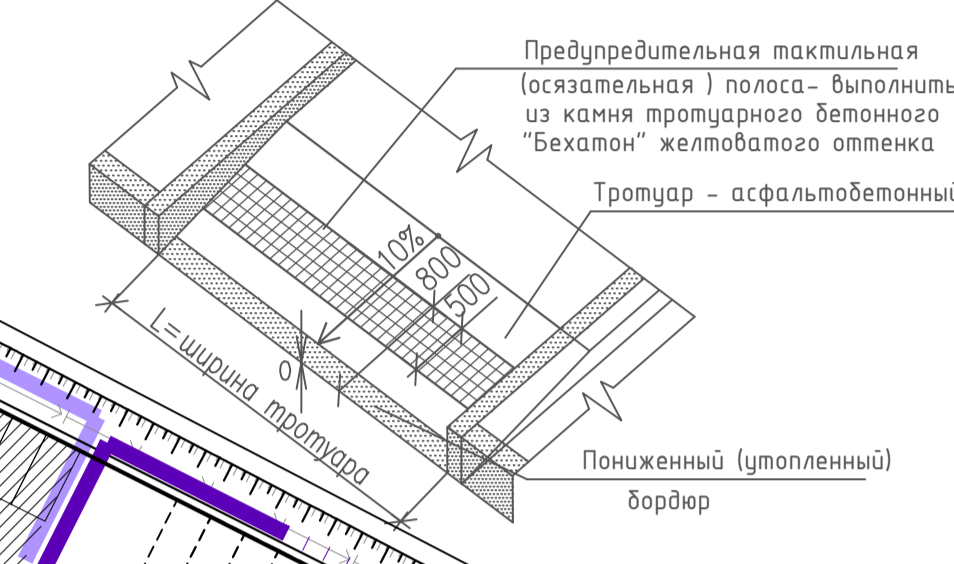 Предупредительная тактильная
(осязательная ) полоса- выполнить
из камня тротуарного бетонного
"Бехатон" желтоватого оттенка
Тротуар - асфальтобетонный
10%
800
500
0
L=ширина тротуара
Пониженный (утопленный)
бордюр